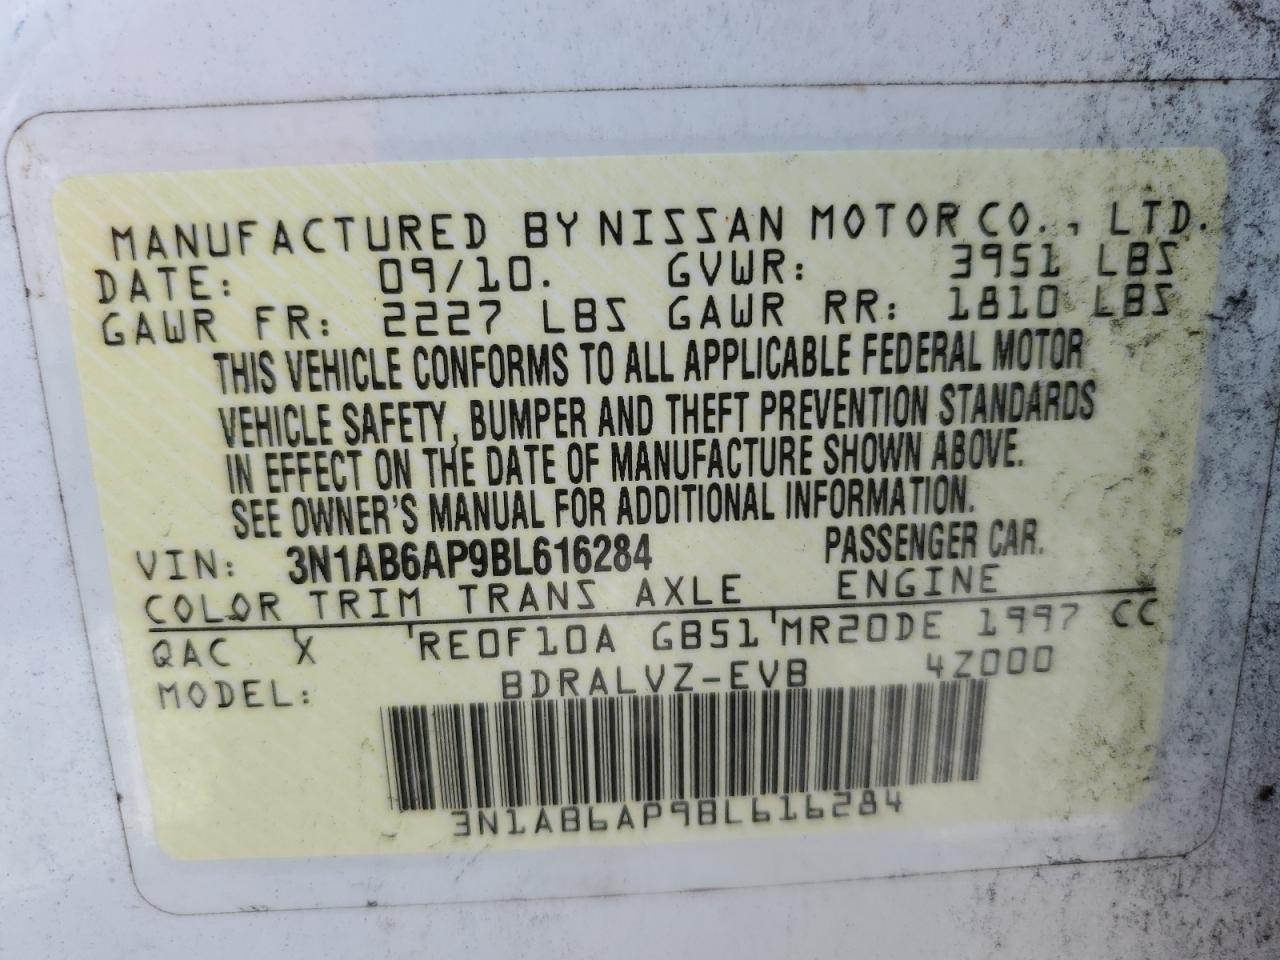 MANUFACTURED BY NISSAN MOTOR CO., LTD.
DATE: 09/10. GVWR: 3951 LBS
GAWR FR: 2227 LBS GAWR RR: 1810 LBS
THIS VEHICLE CONFORMS TO ALL APPLICABLE FEDERAL MOTOR
VEHICLE SAFETY, BUMPER AND THEFT PREVENTION STANDARDS
IN EFFECT ON THE DATE OF MANUFACTURE SHOWN ABOVE.
SEE OWNER'S MANUAL FOR ADDITIONAL INFORMATION.
VIN: 3N1AB6AP9BL616284 PASSENGER CAR.
COLOR TRIM TRANS AXLE ENGINE
QAC X RE0F10A GB51 MR20DE 1997 CC
MODEL: BDRALVZ-EVB 4Z000
3N1AB6AP9BL616284